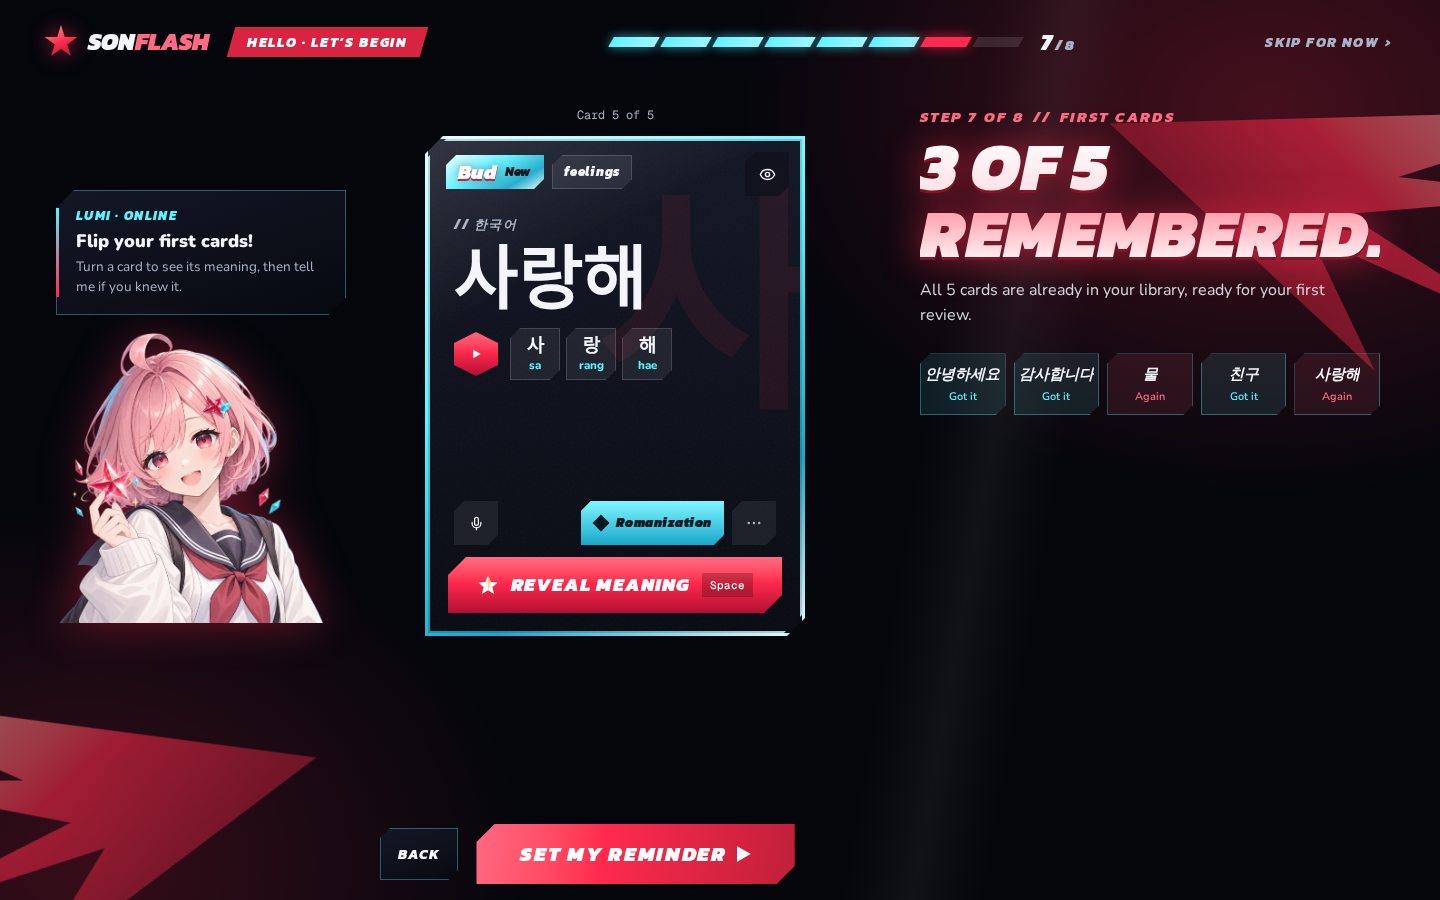 SONFLASH
HELLO · LET'S BEGIN
7/8
SKIP FOR NOW >
LUMI · ONLINE
Flip your first cards!
Turn a card to see its meaning, then tell
me if you knew it.
Card 5 of 5
Bud New
feelings
// 한국어
사랑해
사
사 랑 해
sa rang hae
Romanization
REVEAL MEANING Space
STEP 7 OF 8 // FIRST CARDS
3 OF 5
REMEMBERED.
All 5 cards are already in your library, ready for your first
review.
안녕하세요 감사합니다 물 친구 사랑해
Got it Got it Again Got it Again
BACK
SET MY REMINDER